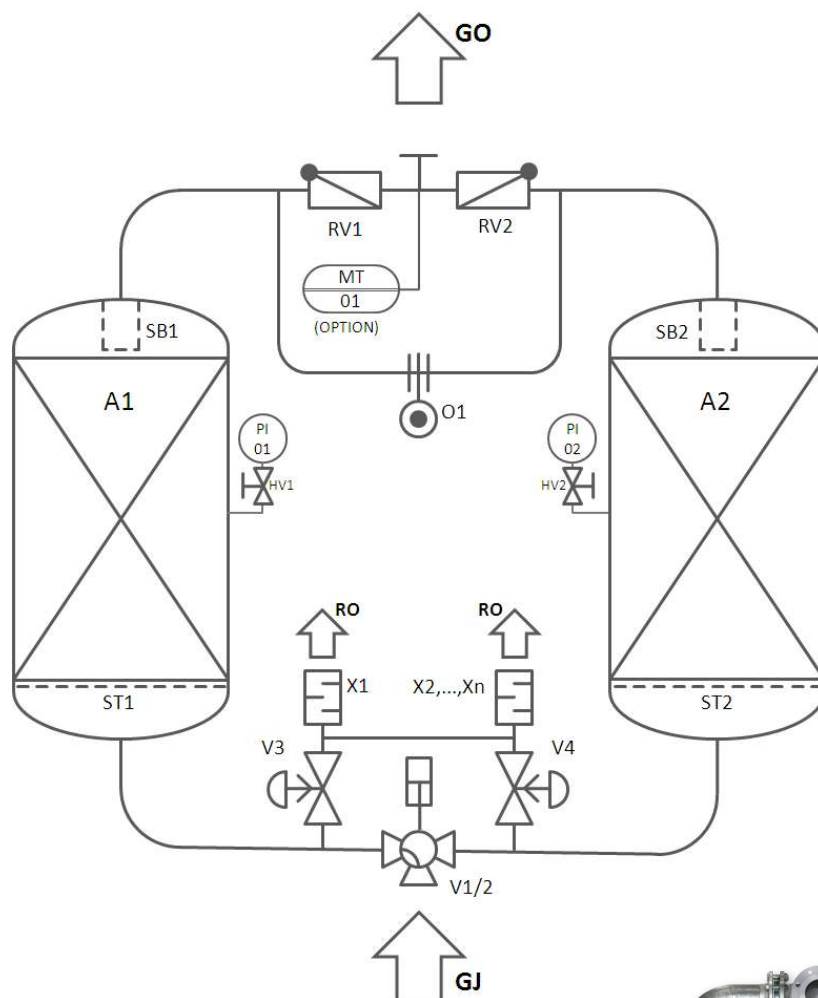 GO
RV1
RV2
MT
01
(OPTION)
SB1
SB2
A1
A2
O1
PI
01
PI
02
HV1
HV2
RO
RO
X1
X2,...,Xn
ST1
ST2
V3
V4
V1/2
GJ